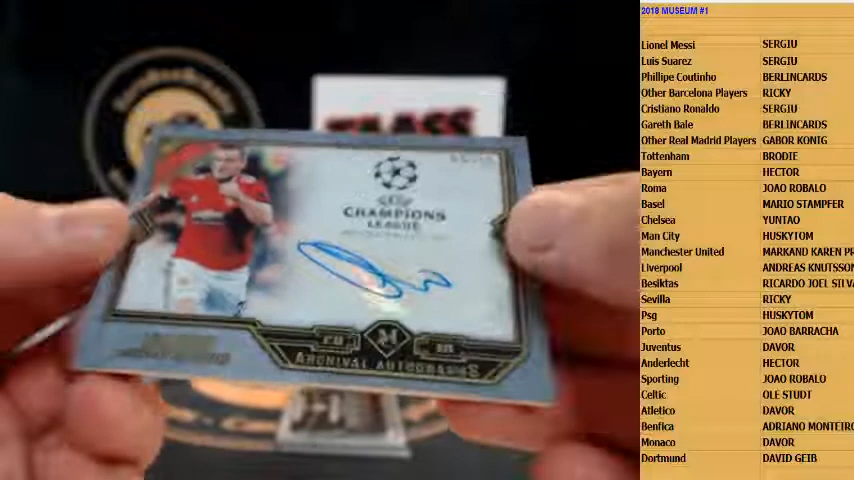 2018 MUSEUM #1
Lionel Messi SERGIU
Luis Suarez SERGIU
Phillipe Coutinho BERLINCARDS
Other Barcelona Players RICKY
Cristiano Ronaldo SERGIU
Gareth Bale BERLINCARDS
Other Real Madrid Players GABOR KONIG
Tottenham BRODIE
Bayern HECTOR
Roma JOAO ROBALO
Basel MARIO STAMPFER
Chelsea YUNTAO
Man City HUSKYTOM
Manchester United MARKAND KAREN PR
Liverpool ANDREAS KNUTSSON
Besiktas RICARDO JOEL SILVA
Sevilla RICKY
Psg HUSKYTOM
Porto JOAO BARRACHA
Juventus DAVOR
Anderlecht HECTOR
Sporting JOAO ROBALO
Celtic OLE STUDT
Atletico DAVOR
Benfica ADRIANO MONTEIRO
Monaco DAVOR
Dortmund DAVID GEIB
CHAMPIONS
LEAGUE
ARCHIVAL AUTOGRAPHS